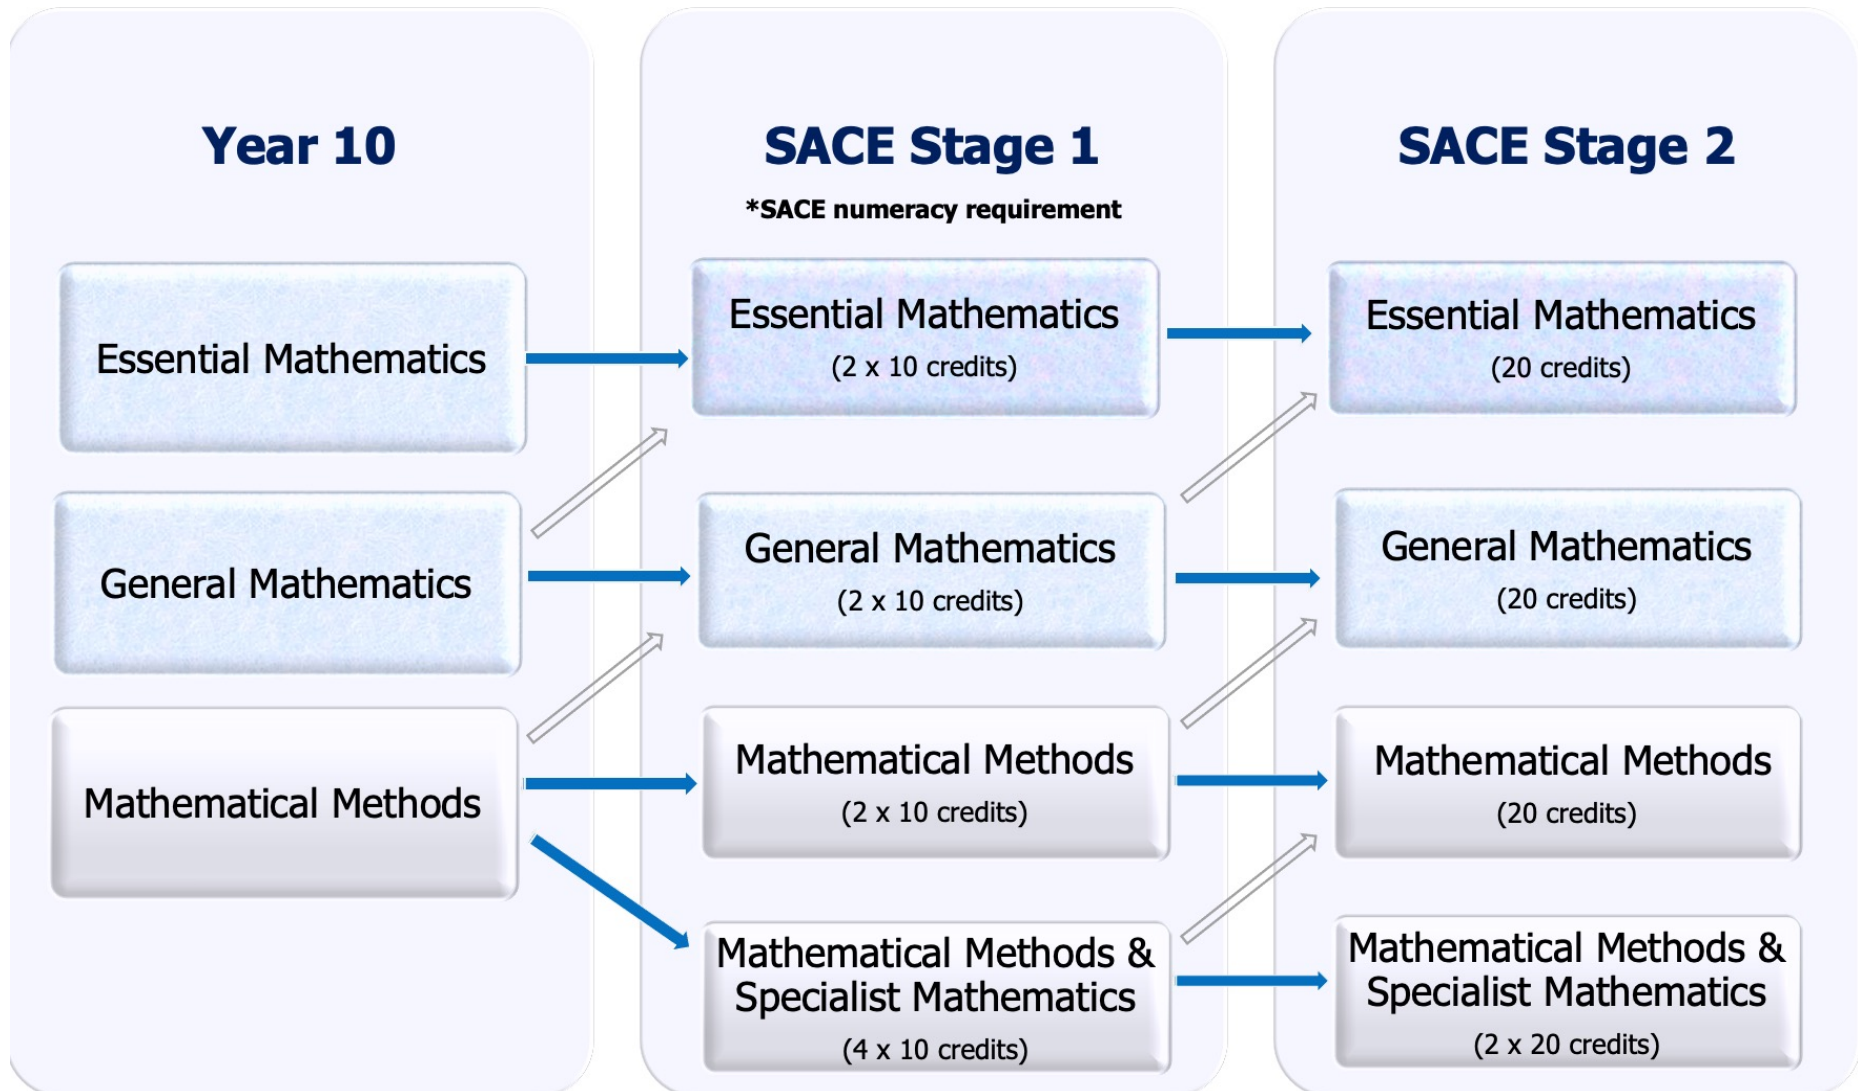 Year 10
Essential Mathematics
General Mathematics
Mathematical Methods
SACE Stage 1
*SACE numeracy requirement
Essential Mathematics
(2 x 10 credits)
General Mathematics
(2 x 10 credits)
Mathematical Methods
(2 x 10 credits)
Mathematical Methods &
Specialist Mathematics
(4 x 10 credits)
SACE Stage 2
Essential Mathematics
(20 credits)
General Mathematics
(20 credits)
Mathematical Methods
(20 credits)
Mathematical Methods &
Specialist Mathematics
(2 x 20 credits)